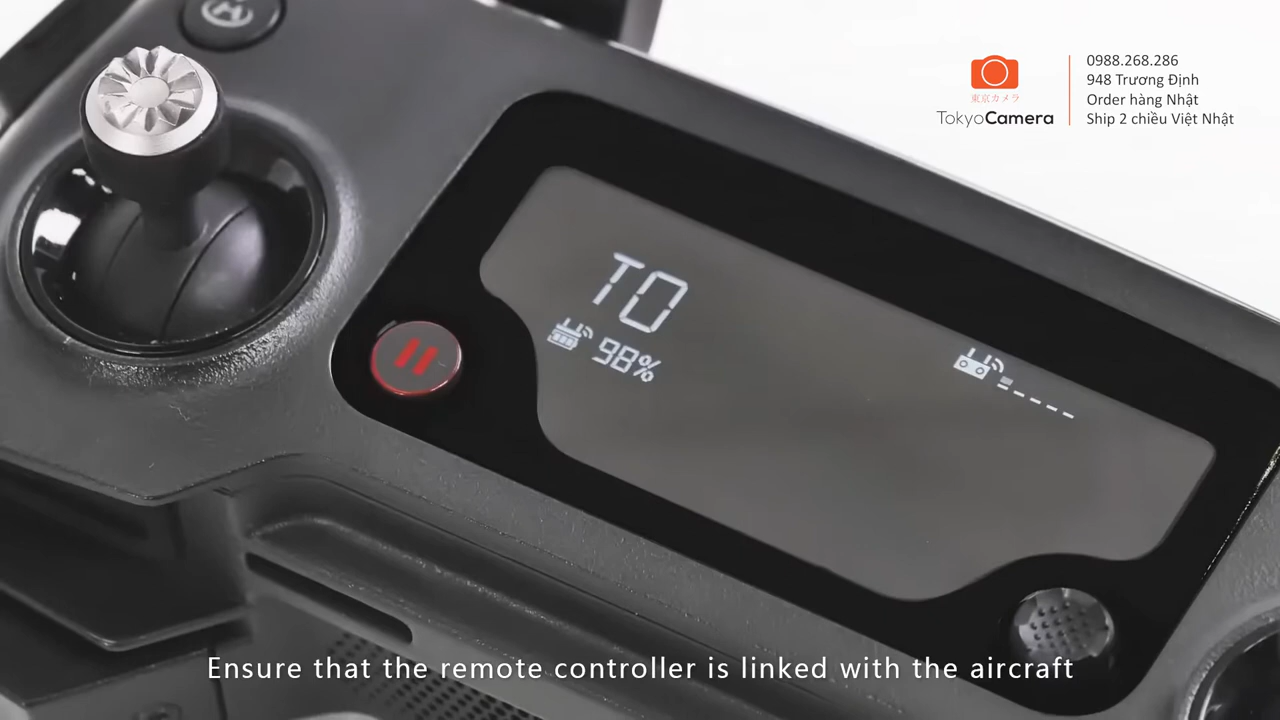 0988.268.286
948 Trương Định
東京カメラ
Order hàng Nhật
TokyoCamera
Ship 2 chiều Việt Nhật
TO
98%
Ensure that the remote controller is linked with the aircraft